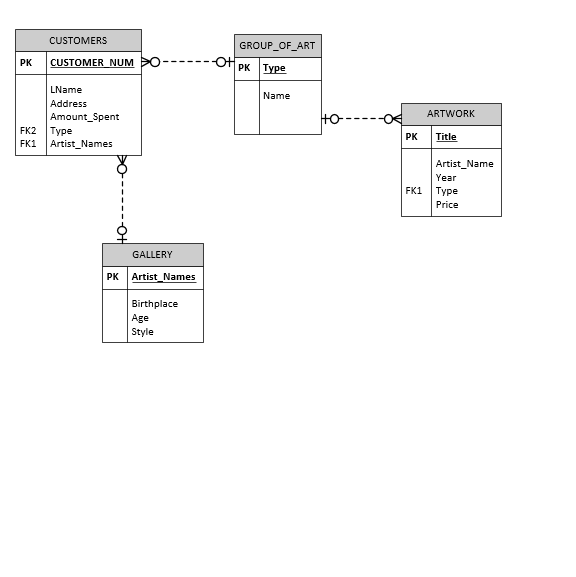 CUSTOMERS
PK CUSTOMER_NUM
LName
Address
Amount_Spent
FK2 Type
FK1 Artist_Names
GROUP_OF_ART
PK Type
Name
ARTWORK
PK Title
Artist_Name
Year
FK1 Type
Price
GALLERY
PK Artist_Names
Birthplace
Age
Style